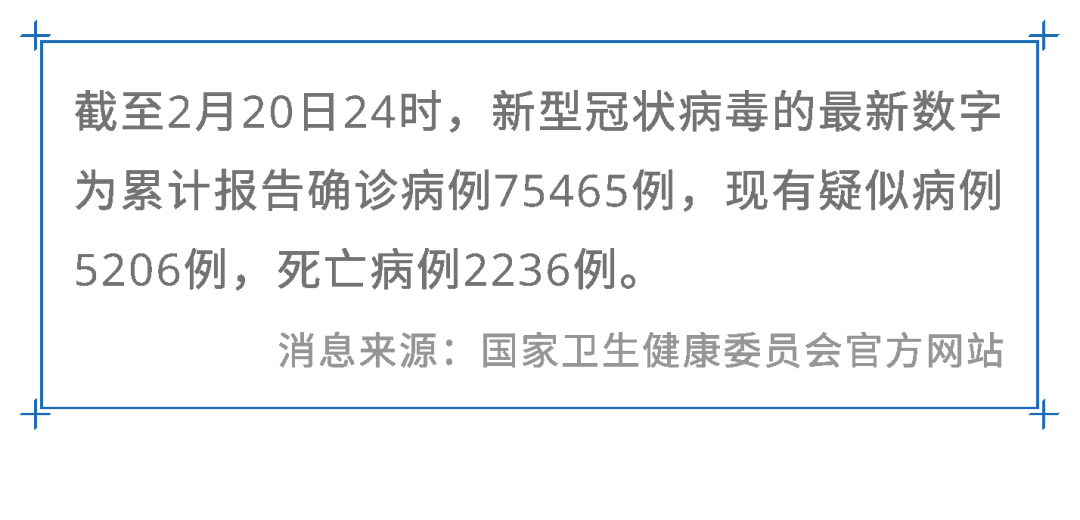 截至2月20日24时，新型冠状病毒的最新数字
为累计报告确诊病例75465例，现有疑似病例
5206例，死亡病例2236例。
消息来源：国家卫生健康委员会官方网站